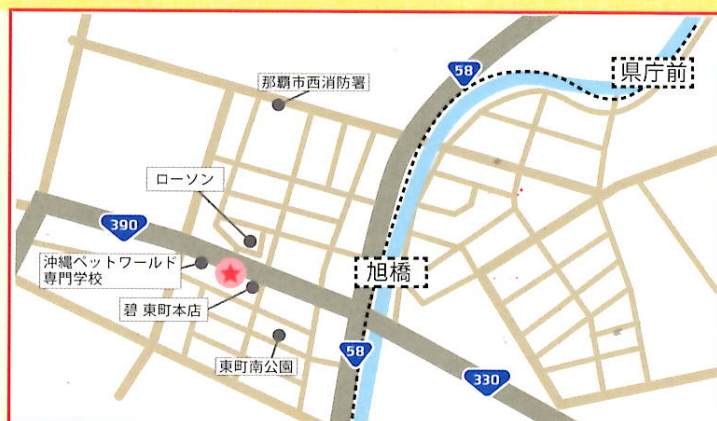 58
県庁前
那覇市西消防署
ローソン
390
沖縄ペットワールド
専門学校
旭橋
碧 東町本店
東町南公園
58
330